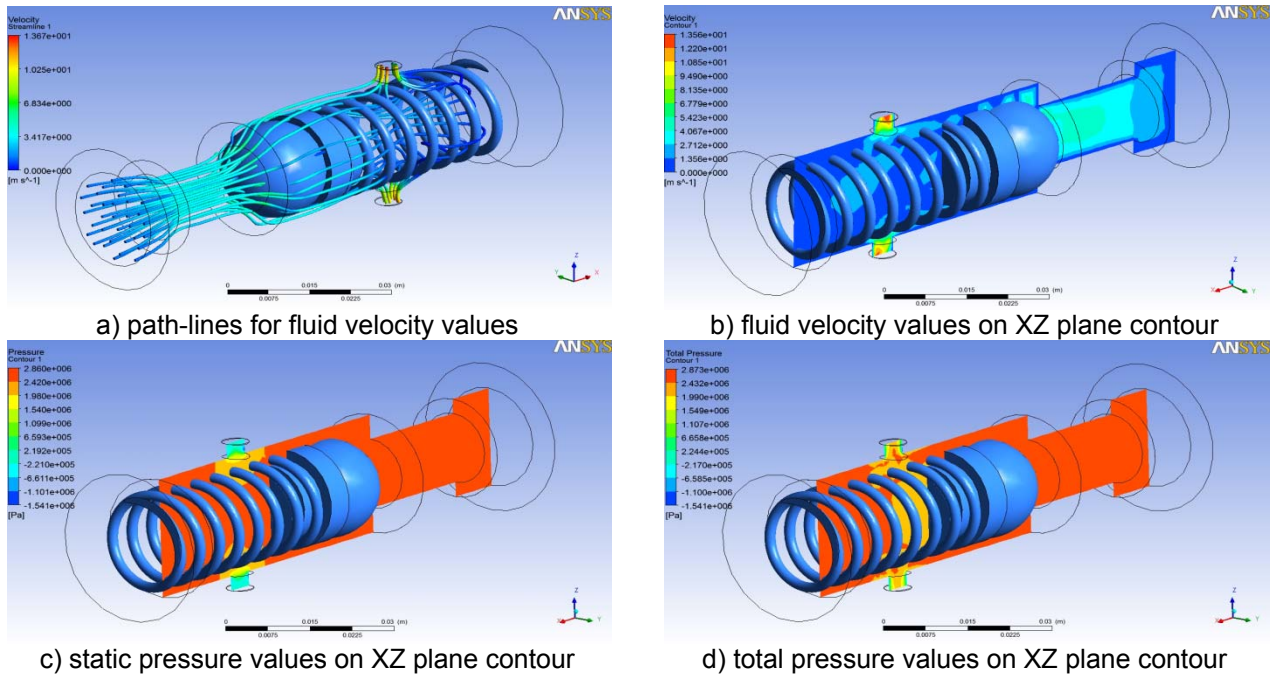 Velocity
Streamline 1
1.367e+001
1.025e+001
6.834e+000
3.417e+000
0.000e+000
[m s^-1]
ANSYS
0
0.015
0.03
(m)
0.0075
0.0225
Z
Y
X
a) path-lines for fluid velocity values
Velocity
Contour 1
1.356e+001
1.220e+001
1.085e+001
9.490e+000
8.135e+000
6.779e+000
5.423e+000
4.067e+000
2.712e+000
1.356e+000
0.000e+000
[m s^-1]
ANSYS
0
0.015
0.03
(m)
0.0075
0.0225
Z
X
Y
b) fluid velocity values on XZ plane contour
Pressure
Contour 1
2.860e+006
2.420e+006
1.980e+006
1.540e+006
1.099e+006
6.593e+005
2.192e+005
-2.210e+005
-6.611e+005
-1.101e+006
-1.541e+006
[Pa]
ANSYS
0
0.015
0.03
(m)
0.0075
0.0225
Z
X
Y
c) static pressure values on XZ plane contour
Total Pressure
Contour 1
2.873e+006
2.432e+006
1.990e+006
1.549e+006
1.107e+006
6.658e+005
2.244e+005
-2.170e+005
-6.585e+005
-1.100e+006
-1.541e+006
[Pa]
ANSYS
0
0.015
0.03
(m)
0.0075
0.0225
Z
X
Y
d) total pressure values on XZ plane contour